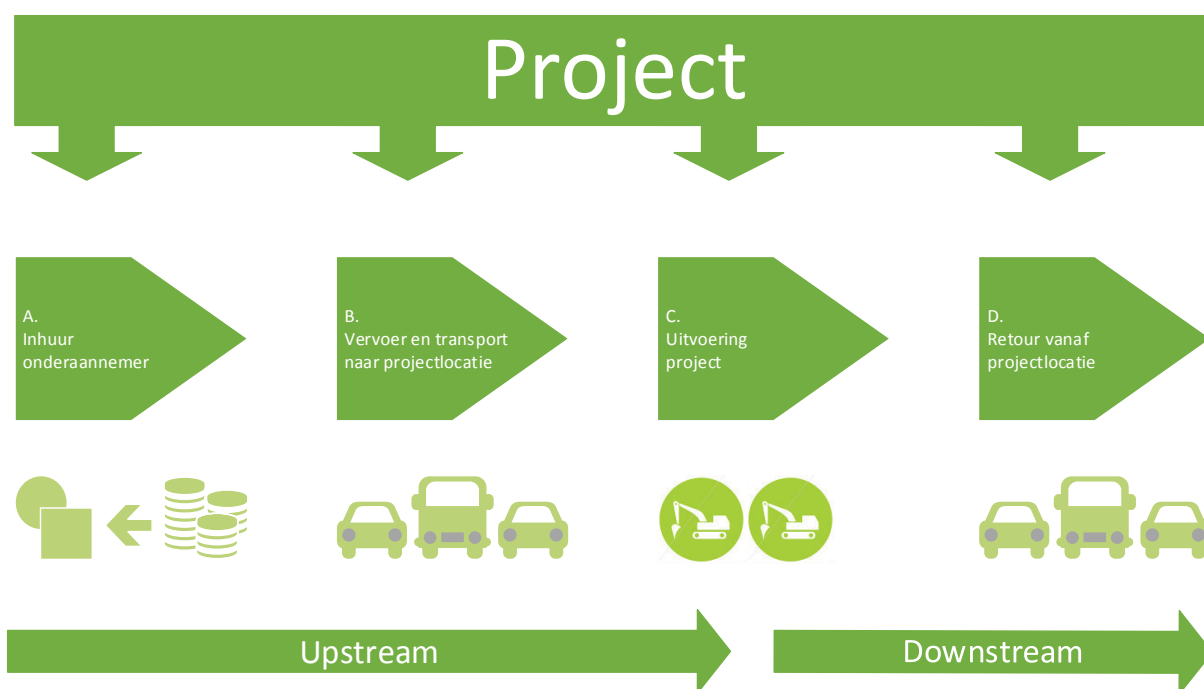 Project
A.
Inhuur
onderaannemer
B.
Vervoer en transport
naar projectlocatie
C.
Uitvoering
project
D.
Retour vanaf
projectlocatie
Upstream
Downstream